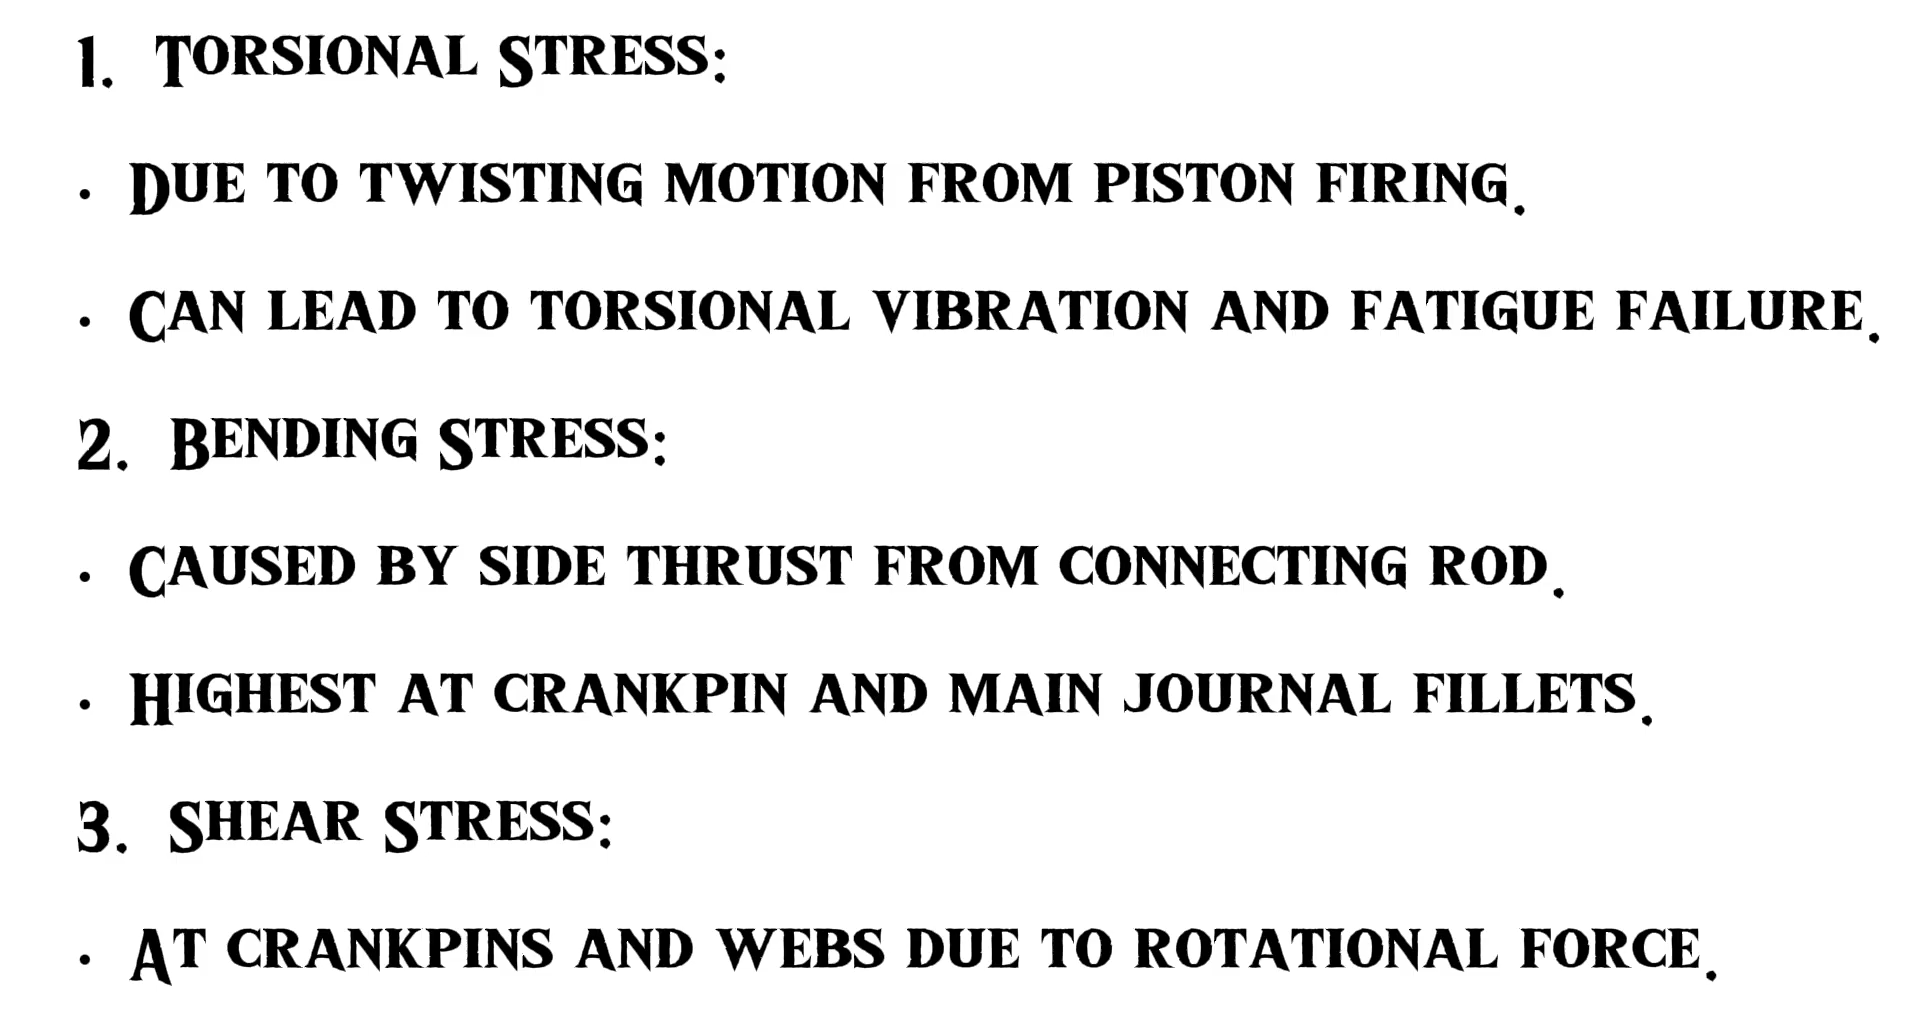 1. Torsional Stress:
• Due to twisting motion from piston firing.
• Can lead to torsional vibration and fatigue failure.
2. Bending Stress:
• Caused by side thrust from connecting rod.
• Highest at crankpin and main journal fillets.
3. Shear Stress:
• At crankpins and webs due to rotational force.